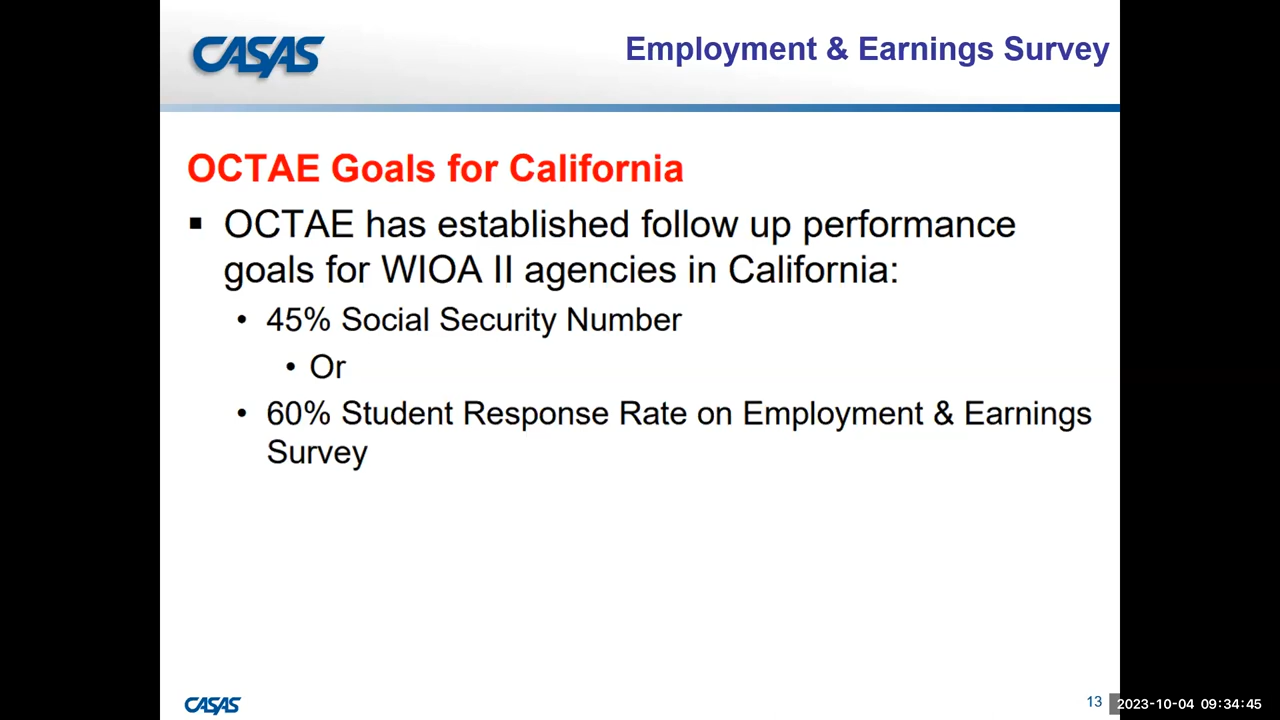 CASAS
Employment & Earnings Survey
OCTAE Goals for California
▪ OCTAE has established follow up performance
goals for WIOA II agencies in California:
• 45% Social Security Number
• Or
• 60% Student Response Rate on Employment & Earnings
Survey
CASAS
13
2023-10-04 09:34:45